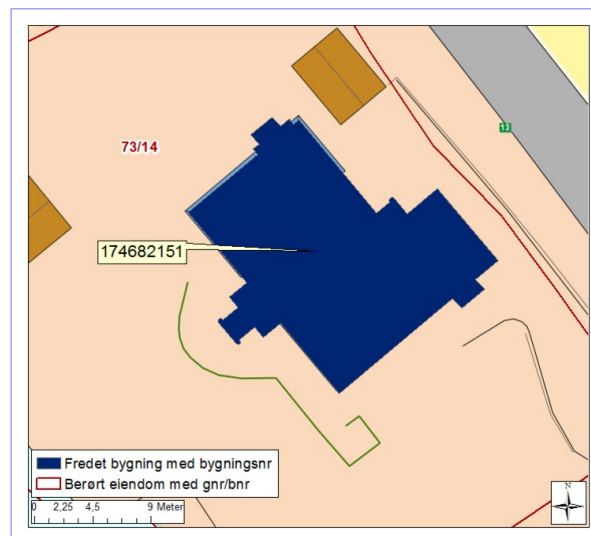 13
73/14
174682151
Fredet bygning med bygningsnr
Berørt eiendom med gnr/bnr
0 2,25 4,5 9 Meter
N